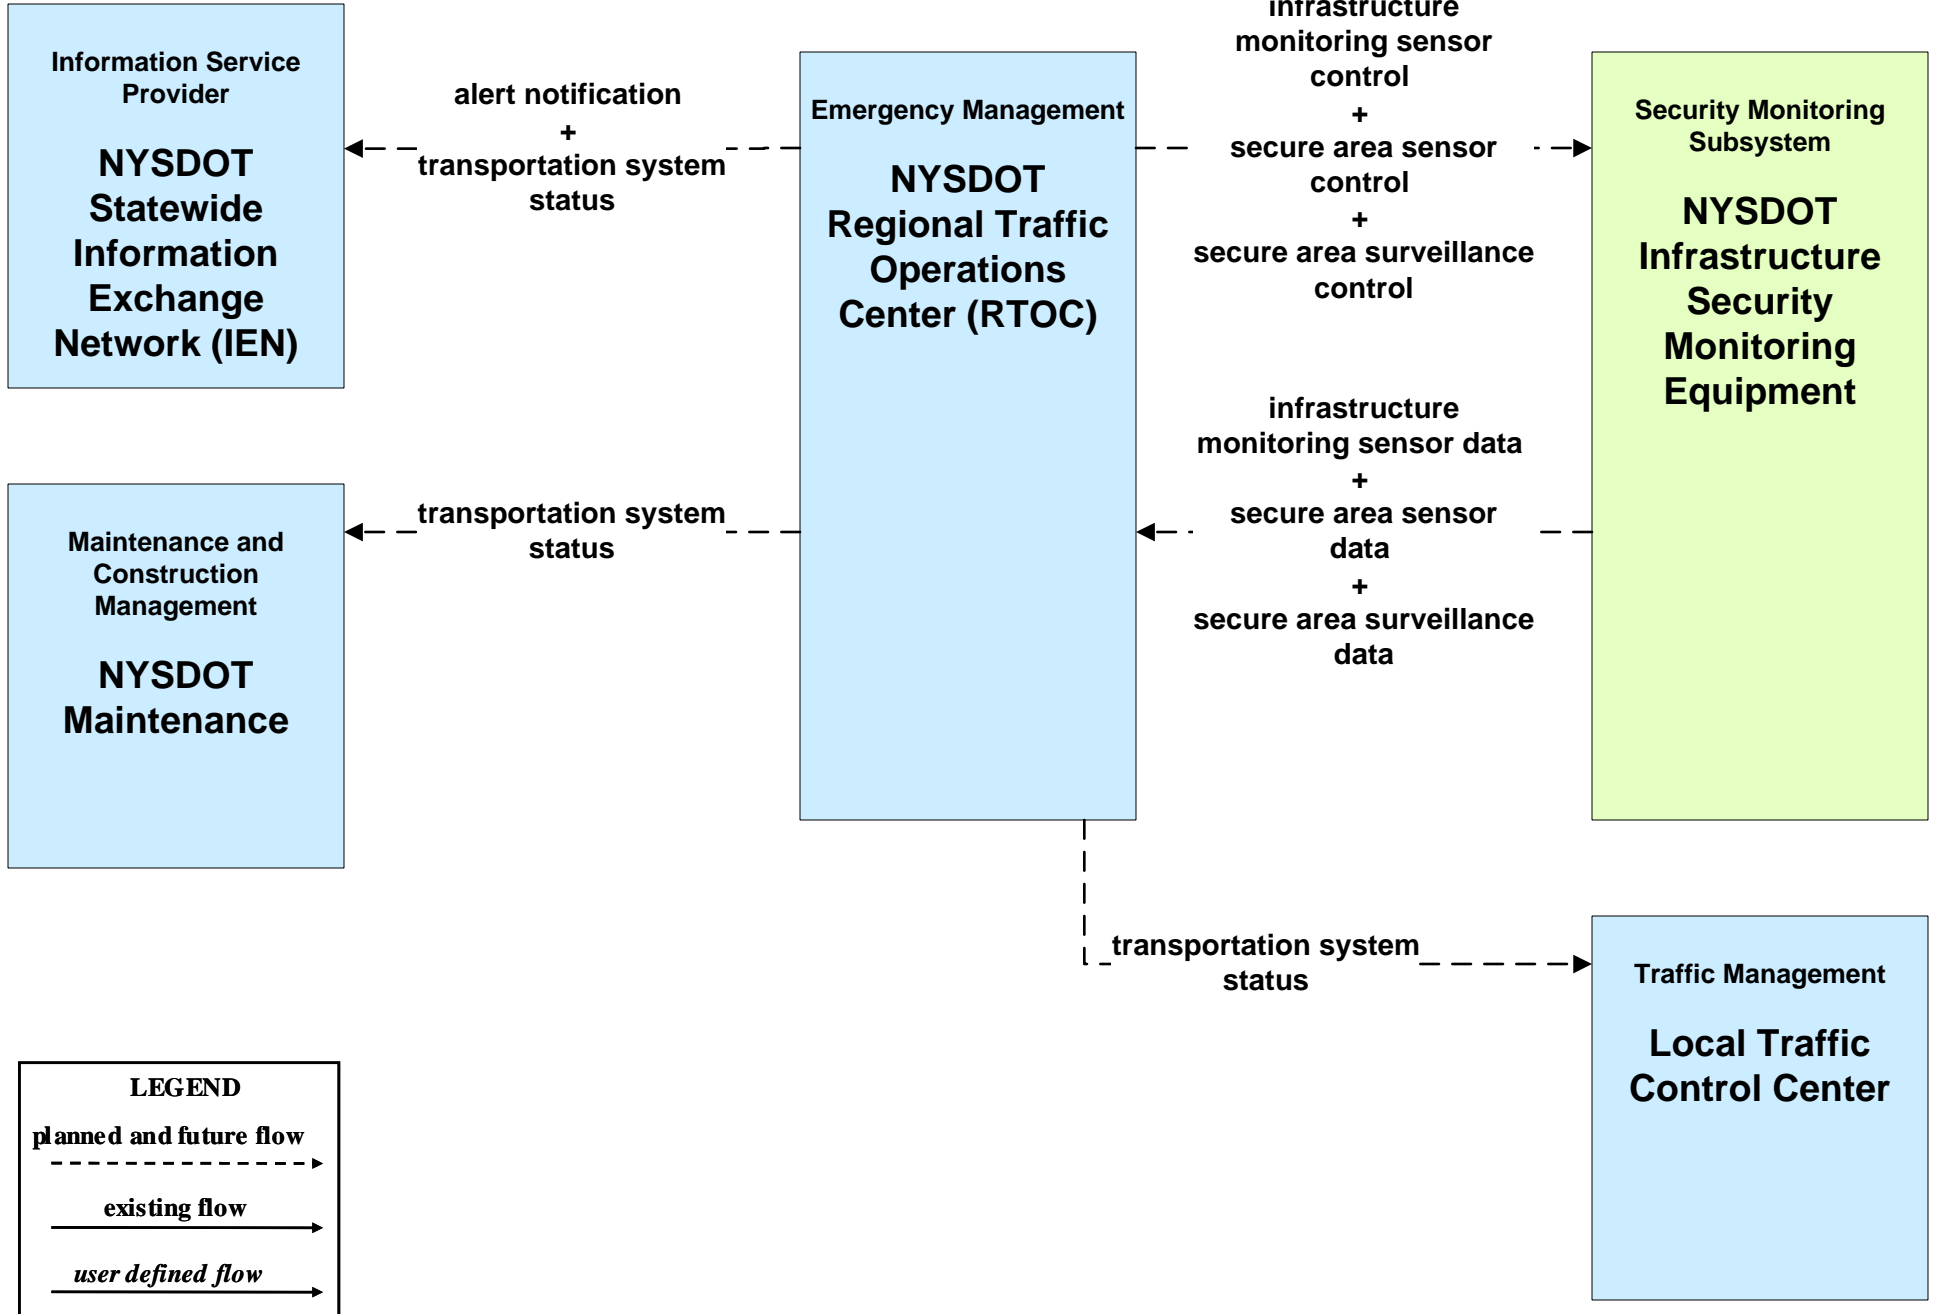 Information Service
Provider
NYSDOT
Statewide
Information
Exchange
Network (IEN)
alert notification
+
transportation system
status
Emergency Management
NYSDOT
Regional Traffic
Operations
Center (RTOC)
infrastructure
monitoring sensor
control
+
secure area sensor
control
+
secure area surveillance
control
Security Monitoring
Subsystem
NYSDOT
Infrastructure
Security
Monitoring
Equipment
infrastructure
monitoring sensor data
+
secure area sensor
data
+
secure area surveillance
data
Maintenance and
Construction
Management
NYSDOT
Maintenance
transportation system
status
transportation system
status
Traffic Management
Local Traffic
Control Center
LEGEND
planned and future flow
existing flow
user defined flow